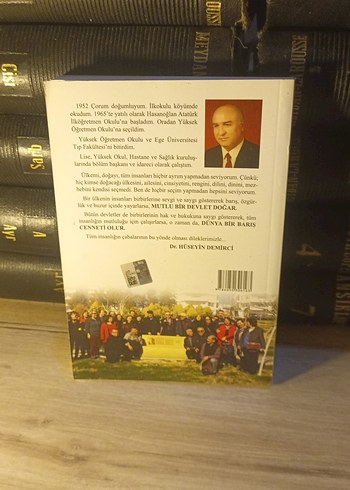 1952 Çorum doğumluyum. İlkokulu köyümde
okudum. 1965'te yatılı olarak Hasanoğlan Atatürk
İlköğretmen Okulu'na başladım. Oradan Yüksek
Öğretmen Okulu'na seçildim.
Yüksek Öğretmen Okulu ve Ege Üniversitesi
Tıp Fakültesi'ni bitirdim.
Lise, Yüksek Okul, Hastane ve Sağlık kuruluş-
larında bölüm başkanı ve idareci olarak çalıştım.
Ülkemi, doğayı, tüm insanları hiçbir ayrım yapmadan seviyorum. Çünkü;
hiç kimse doğacağı ülkesini, ailesini, cinsiyetini, rengini, dilini, dinini, mez-
hebini kendisi seçmedi. Ben de hiçbir seçim yapmadan hepsini seviyorum.
Bir ülkenin insanları birbirlerine sevgi ve saygı göstererek barış, özgür-
lük ve huzur içinde yaşarlarsa, MUTLU BİR DEVLET DOĞAR.
Bütün devletler de birbirlerinin hak ve hukukuna saygı göstererek, tüm
insanlığın mutluluğu için çalışırlarsa, o zaman da, DÜNYA BİR BARIŞ
CENNETİ OLUR.
Tüm insanlığın çabalarının bu yönde olması dileklerimizle...
Dr. HÜSEYİN DEMİRCİ